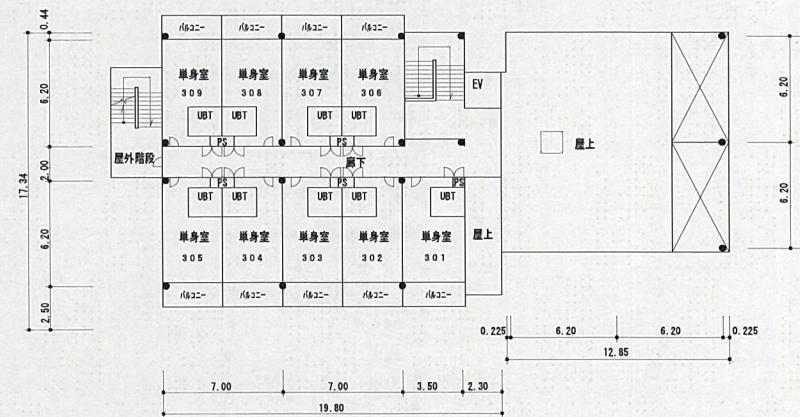 バルコニー バルコニー バルコニー バルコニー
単身室 単身室 単身室 単身室
309 308 307 306
UBT UBT UBT UBT
PS PS
EV
屋上
屋外階段
廊下
PS PS PS
UBT UBT UBT UBT UBT
単身室 単身室 単身室 単身室 単身室
305 304 303 302 301
屋上
バルコニー バルコニー バルコニー バルコニー バルコニー
0.44
6.20
2.00
17.34
6.20
2.50
6.20
6.20
0.225 6.20 6.20 0.225
12.85
7.00 7.00 3.50 2.30
19.80